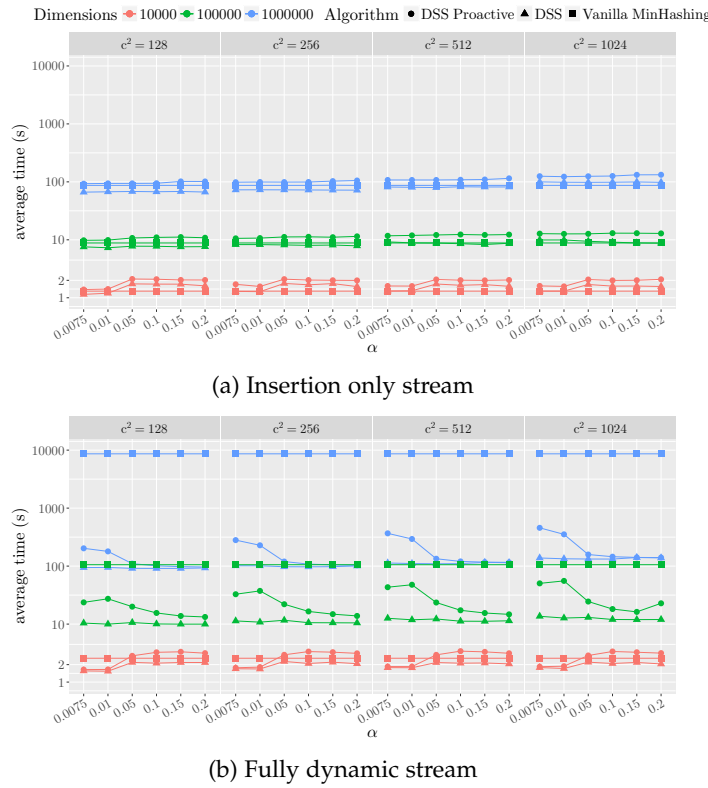 Dimensions 10000 100000 1000000 Algorithm DSS Proactive DSS Vanilla MinHashing
c² = 128 c² = 256 c² = 512 c² = 1024
10000
1000
100
10
2
1
average time (s)
0.0075 0.01 0.05 0.1 0.15 0.2 0.0075 0.01 0.05 0.1 0.15 0.2 0.0075 0.01 0.05 0.1 0.15 0.2 0.0075 0.01 0.05 0.1 0.15 0.2
α
(a) Insertion only stream
c² = 128 c² = 256 c² = 512 c² = 1024
10000
1000
100
10
2
1
average time (s)
0.0075 0.01 0.05 0.1 0.15 0.2 0.0075 0.01 0.05 0.1 0.15 0.2 0.0075 0.01 0.05 0.1 0.15 0.2 0.0075 0.01 0.05 0.1 0.15 0.2
α
(b) Fully dynamic stream